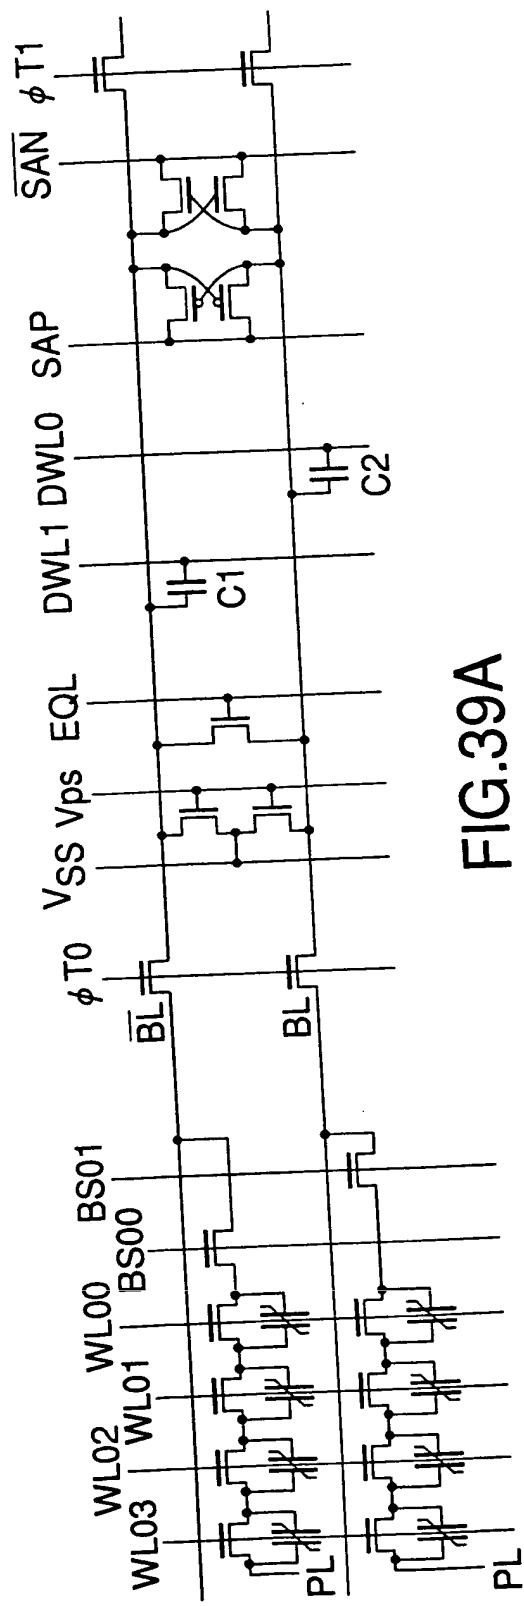 WL03
WL02
WL01
WL00
BS00
BS01
φT0
VSS
Vps
EQL
DWL1
DWL0
SAP
SAN
φT1
BL
BL
C1
C2
PL
PL
FIG.39A